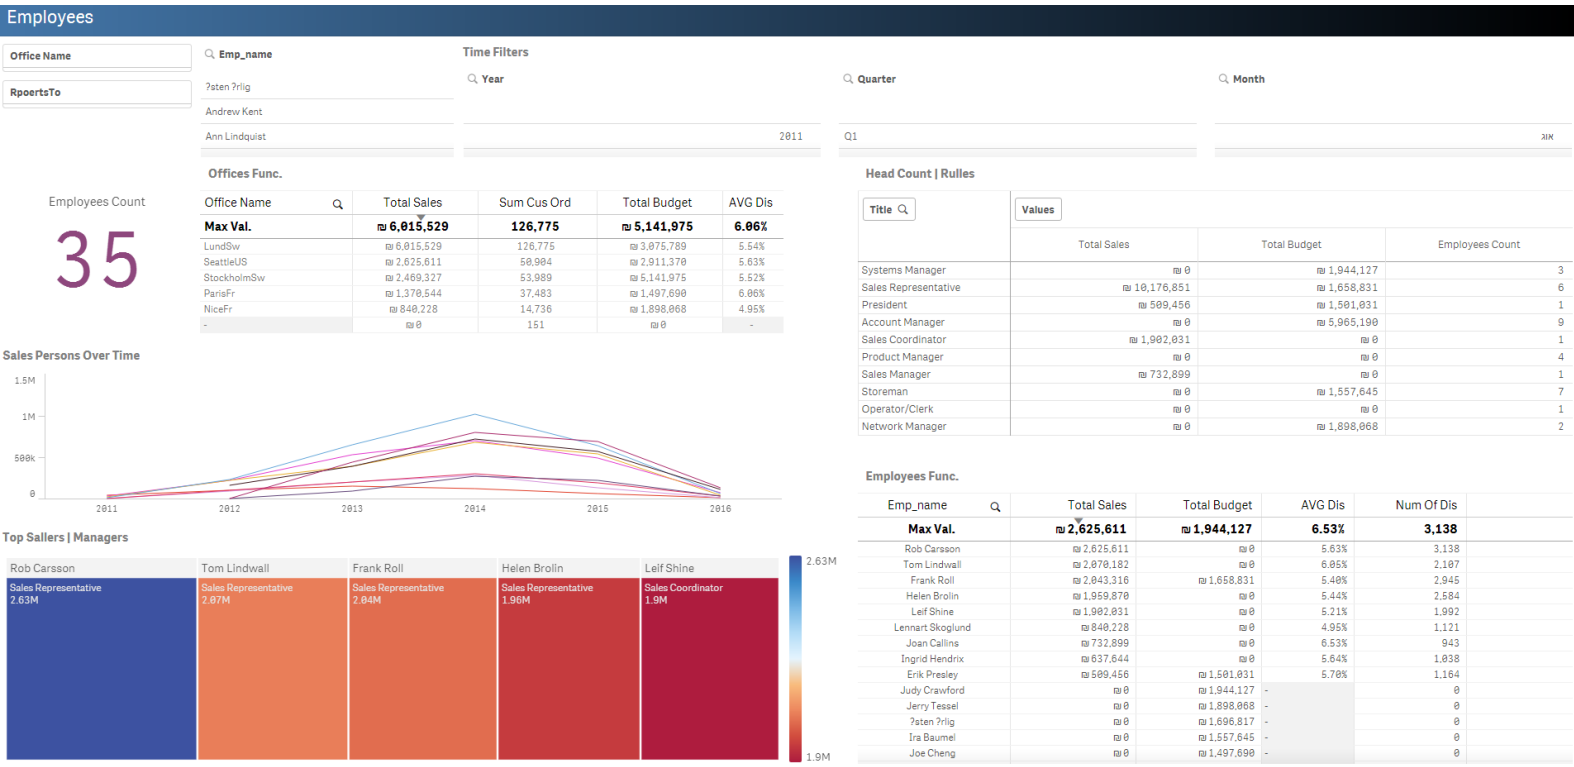 Employees
Office Name
RpoertsTo
Emp_name
?sten ?rlig
Andrew Kent
Ann Lindquist
Time Filters
Year
2011
Quarter
Q1
Month
אוג
Employees Count
35
Offices Func.
Office Name Total Sales Sum Cus Ord Total Budget AVG Dis
Max Val. ₪ 6,015,529 126,775 ₪ 5,141,975 6.06%
LundSw ₪ 6,015,529 126,775 ₪ 3,075,789 5.54%
SeattleUS ₪ 2,625,611 50,904 ₪ 2,911,370 5.63%
StockholmSw ₪ 2,469,327 53,989 ₪ 5,141,975 5.52%
ParisFr ₪ 1,370,544 37,483 ₪ 1,497,690 6.06%
NiceFr ₪ 840,228 14,736 ₪ 1,898,068 4.95%
- ₪ 0 151 ₪ 0 -
Head Count | Rulles
Title Values
Total Sales Total Budget Employees Count
Systems Manager ₪ 0 ₪ 1,944,127 3
Sales Representative ₪ 10,176,851 ₪ 1,658,831 6
President ₪ 509,456 ₪ 1,501,031 1
Account Manager ₪ 0 ₪ 5,965,190 9
Sales Coordinator ₪ 1,902,031 ₪ 0 1
Product Manager ₪ 0 ₪ 0 4
Sales Manager ₪ 732,899 ₪ 0 1
Storeman ₪ 0 ₪ 1,557,645 7
Operator/Clerk ₪ 0 ₪ 0 1
Network Manager ₪ 0 ₪ 1,898,068 2
Sales Persons Over Time
1.5M
1M
500k
0
2011 2012 2013 2014 2015 2016
Top Sallers | Managers
Rob Carsson Tom Lindwall Frank Roll Helen Brolin Leif Shine
Sales Representative Sales Representative Sales Representative Sales Representative Sales Coordinator
2.63M 2.07M 2.04M 1.96M 1.9M
2.63M
1.9M
Employees Func.
Emp_name Total Sales Total Budget AVG Dis Num Of Dis
Max Val. ₪ 2,625,611 ₪ 1,944,127 6.53% 3,138
Rob Carsson ₪ 2,625,611 ₪ 0 5.63% 3,138
Tom Lindwall ₪ 2,070,182 ₪ 0 6.05% 2,107
Frank Roll ₪ 2,043,316 ₪ 1,658,831 5.40% 2,945
Helen Brolin ₪ 1,959,870 ₪ 0 5.44% 2,584
Leif Shine ₪ 1,902,031 ₪ 0 5.21% 1,992
Lennart Skoglund ₪ 840,228 ₪ 0 4.95% 1,121
Joan Callins ₪ 732,899 ₪ 0 6.53% 943
Ingrid Hendrix ₪ 637,644 ₪ 0 5.64% 1,038
Erik Presley ₪ 509,456 ₪ 1,501,031 5.70% 1,164
Judy Crawford ₪ 0 ₪ 1,944,127 - 0
Jerry Tessel ₪ 0 ₪ 1,898,068 - 0
?sten ?rlig ₪ 0 ₪ 1,696,817 - 0
Ira Baumel ₪ 0 ₪ 1,557,645 - 0
Joe Cheng ₪ 0 ₪ 1,497,690 - 0